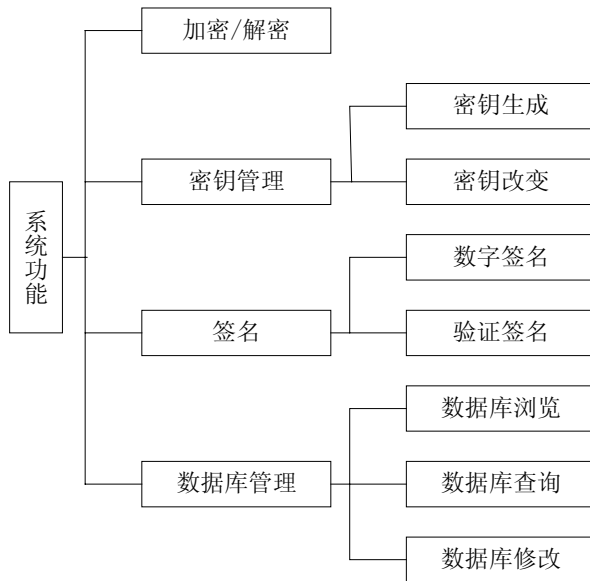 加密/解密
密钥生成
密钥管理
密钥改变
系统功能
数字签名
签名
验证签名
数据库浏览
数据库管理
数据库查询
数据库修改